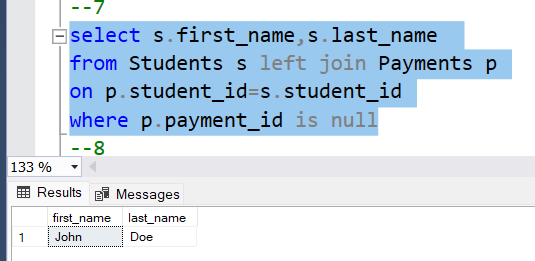 --7
select s.first_name,s.last_name
from Students s left join Payments p
on p.student_id=s.student_id
where p.payment_id is null
--8
133 %
Results Messages
first_name last_name
1 John Doe